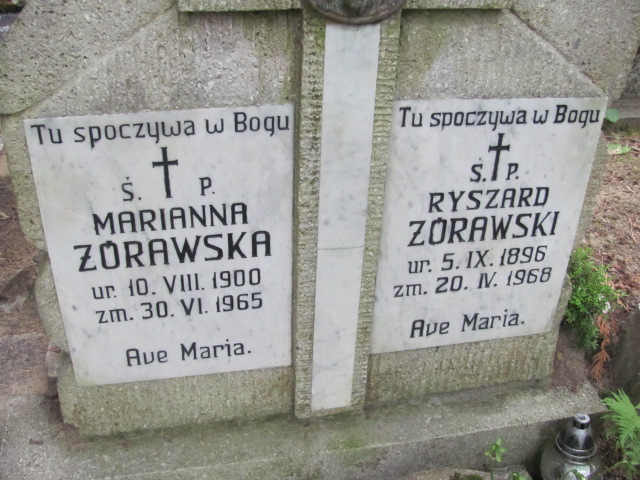 Tu spoczywa w Bogu
Ś. P.
MARIANNA
ŻÓRAWSKA
ur. 10. VIII. 1900
zm. 30. VI. 1965
Ave Maria.
Tu spoczywa w Bogu
Ś. P.
RYSZARD
ŻÓRAWSKI
ur. 5. IX. 1896
zm. 20. IV. 1968
Ave Maria.